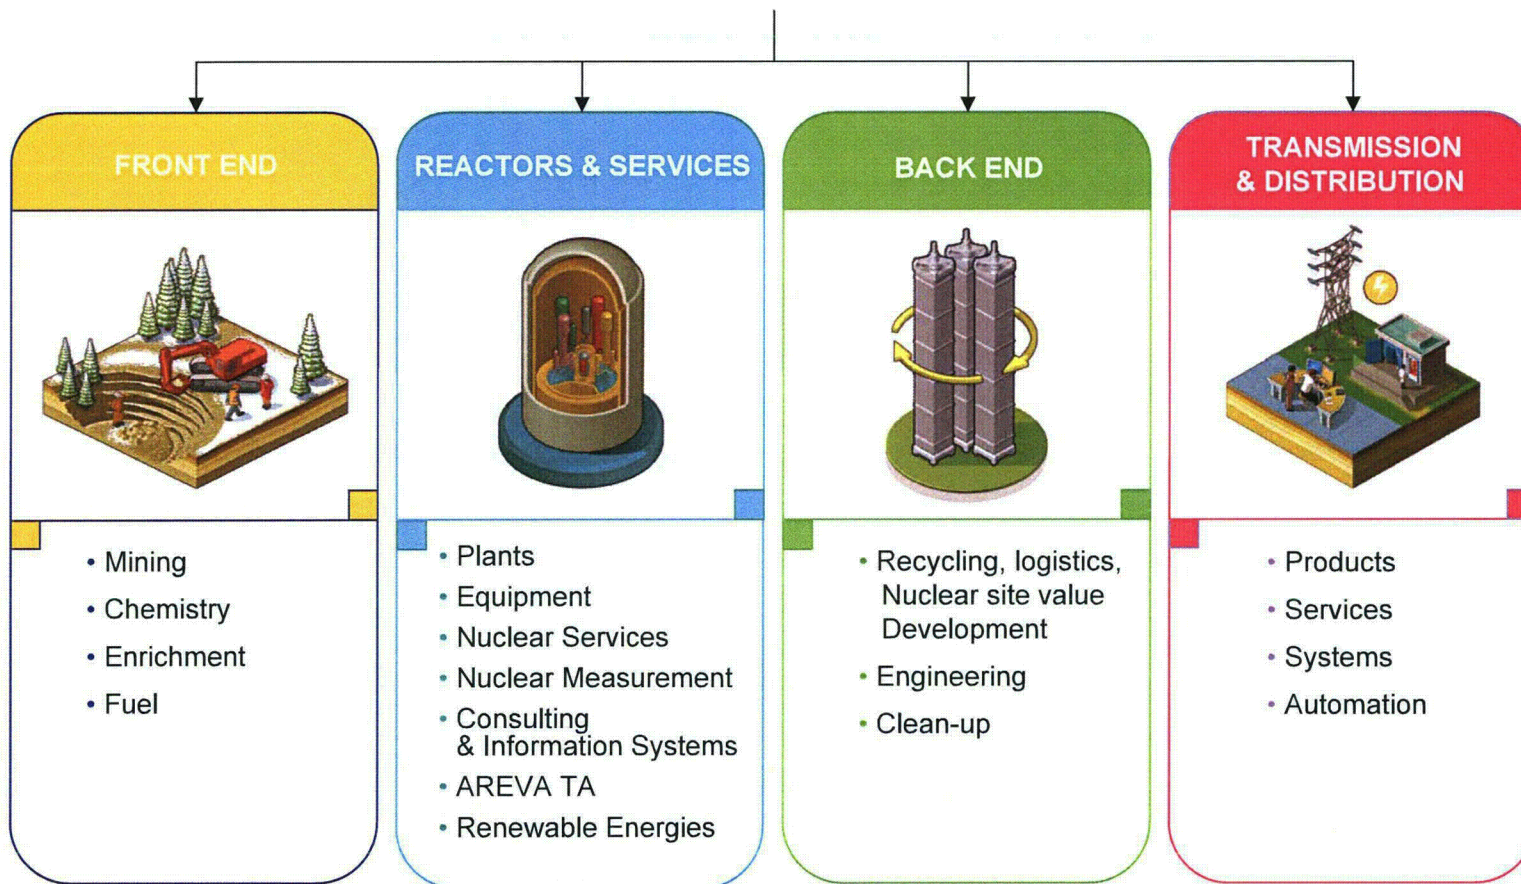 FRONT END
• Mining
• Chemistry
• Enrichment
• Fuel
REACTORS & SERVICES
• Plants
• Equipment
• Nuclear Services
• Nuclear Measurement
• Consulting
& Information Systems
• AREVA TA
• Renewable Energies
BACK END
• Recycling, logistics,
Nuclear site value
Development
• Engineering
• Clean-up
TRANSMISSION
& DISTRIBUTION
• Products
• Services
• Systems
• Automation